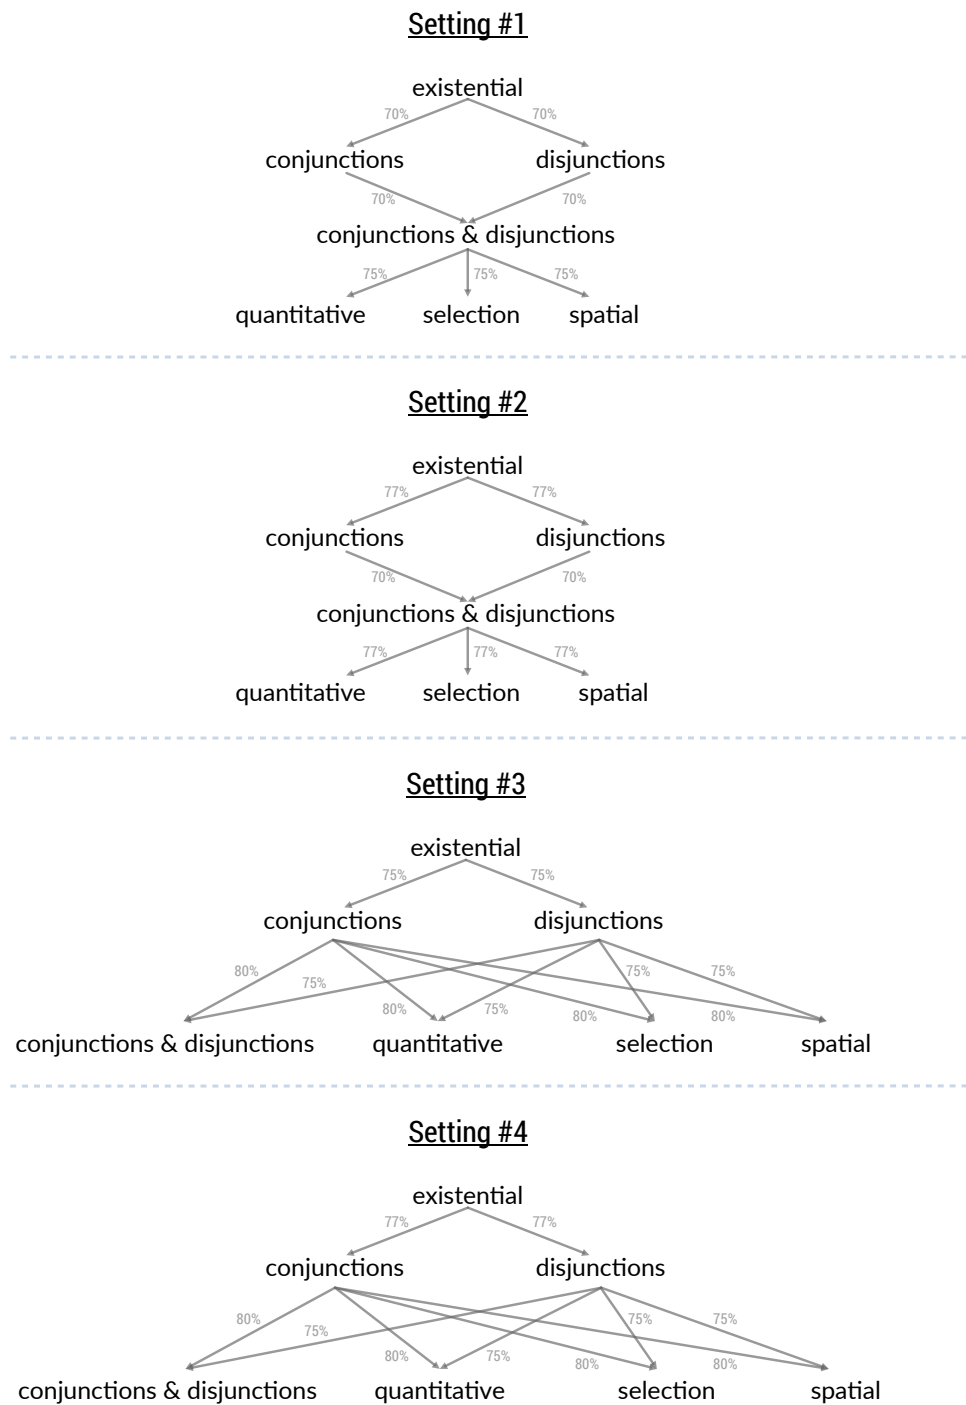 Setting #1
existential
70% 70%
conjunctions disjunctions
70% 70%
conjunctions & disjunctions
75% 75% 75%
quantitative selection spatial
Setting #2
existential
77% 77%
conjunctions disjunctions
70% 70%
conjunctions & disjunctions
77% 77% 77%
quantitative selection spatial
Setting #3
existential
75% 75%
conjunctions disjunctions
80% 75% 75%
75%
80% 75% 80% 80%
conjunctions & disjunctions quantitative selection spatial
Setting #4
existential
77% 77%
conjunctions disjunctions
80% 75% 75%
75%
80% 75% 80% 80%
conjunctions & disjunctions quantitative selection spatial